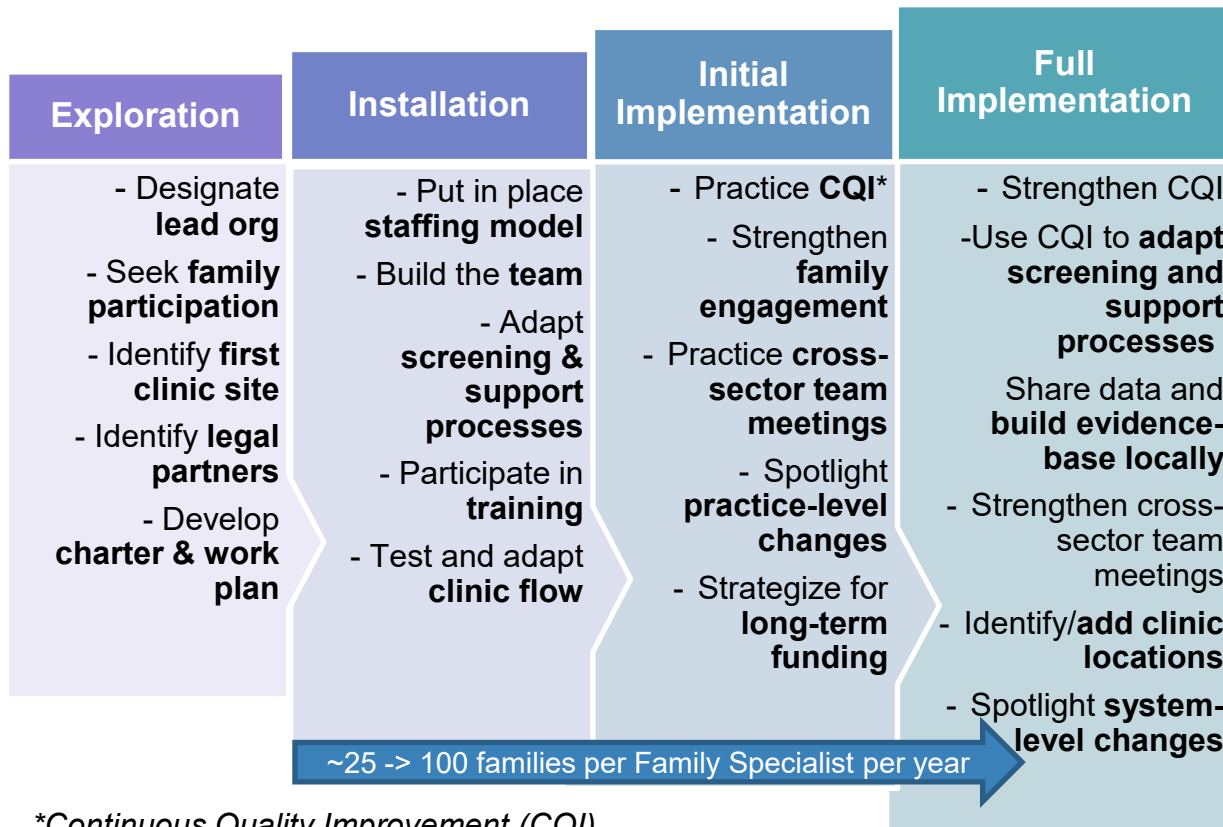 Exploration
- Designate
lead org
- Seek family
participation
- Identify first
clinic site
- Identify legal
partners
- Develop
charter & work
plan
Installation
- Put in place
staffing model
- Build the team
- Adapt
screening &
support
processes
- Participate in
training
- Test and adapt
clinic flow
Initial
Implementation
- Practice CQI*
- Strengthen
family
engagement
- Practice cross-
sector team
meetings
- Spotlight
practice-level
changes
- Strategize for
long-term
funding
Full
Implementation
- Strengthen CQI
-Use CQI to adapt
screening and
support
processes
Share data and
build evidence-
base locally
- Strengthen cross-
sector team
meetings
- Identify/add clinic
locations
- Spotlight system-
level changes
~25 -> 100 families per Family Specialist per year
*Continuous Quality Improvement (CQI)